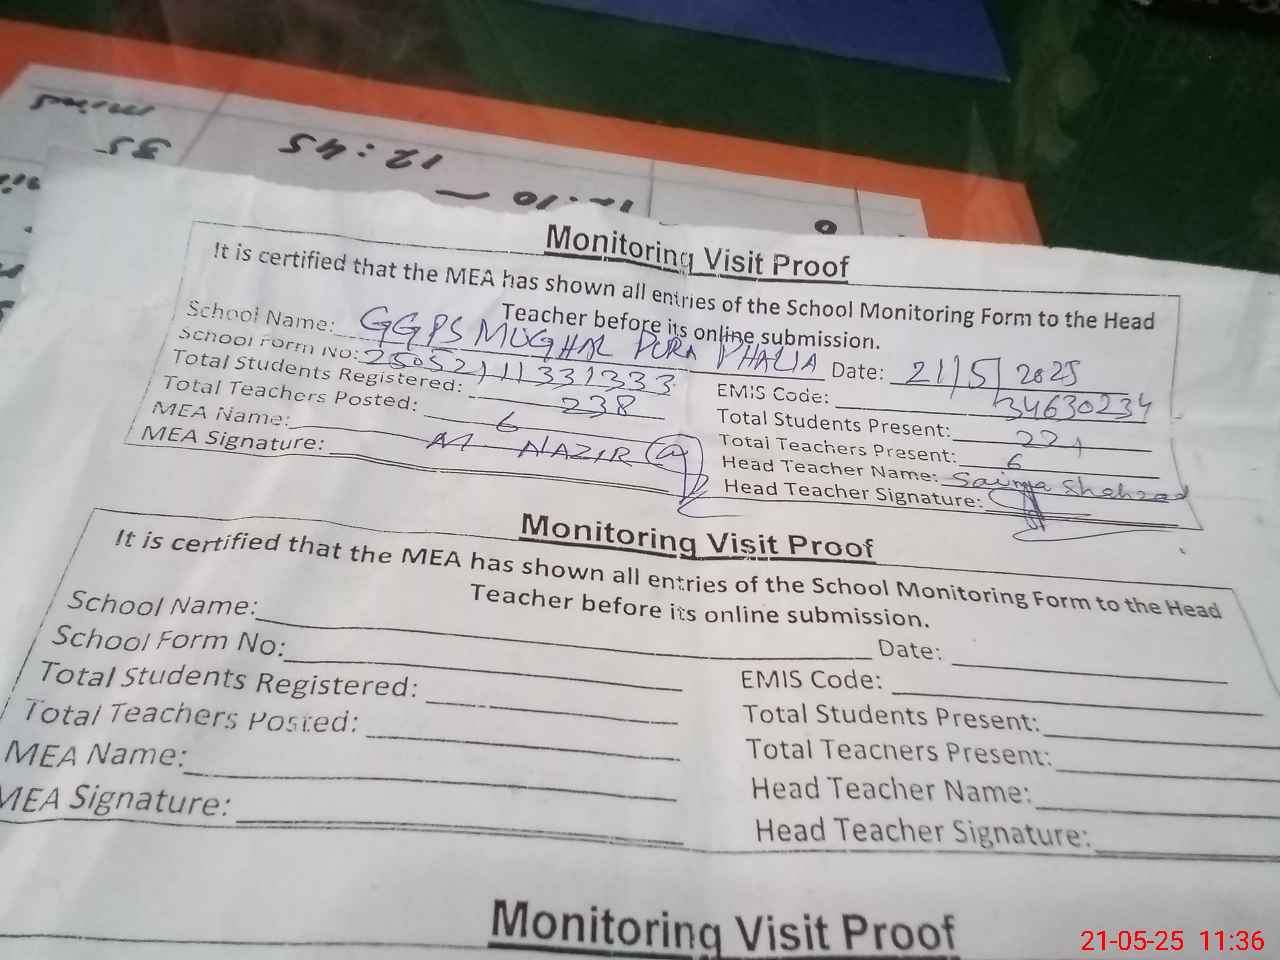 mins
35
12:45
12:10 —
0
Monitoring Visit Proof
It is certified that the MEA has shown all entries of the School Monitoring Form to the Head
Teacher before its online submission.
School Name: GGPS MUGHAL PURA PHALIA Date: 21/5/2025
School Form No: 2505211331333 EMIS Code: 34630234
Total Students Registered: 238 Total Students Present: 221
Total Teachers Posted: 6 Total Teachers Present: 6
MEA Name: M NAZIR Head Teacher Name: Saima Shehzad
MEA Signature: Head Teacher Signature:
Monitoring Visit Proof
It is certified that the MEA has shown all entries of the School Monitoring Form to the Head
Teacher before its online submission.
School Name: Date:
School Form No: EMIS Code:
Total Students Registered: Total Students Present:
Total Teachers Posted: Total Teachers Present:
MEA Name: Head Teacher Name:
MEA Signature: Head Teacher Signature:
Monitoring Visit Proof
21-05-25 11:36